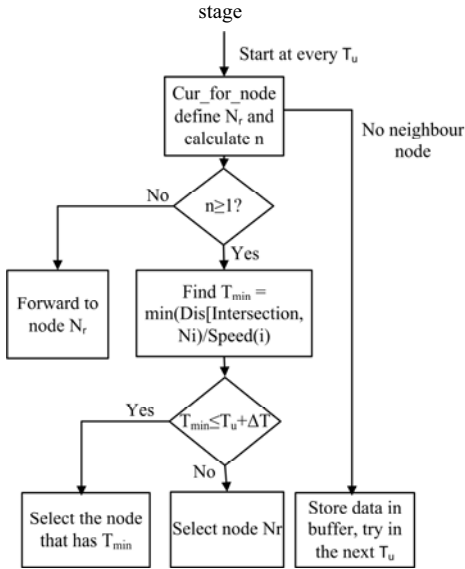 stage
Start at every Tᵤ
Cur_for_node
define Nᵣ and
calculate n
No neighbour
node
No
n≥1?
Yes
Forward to
node Nᵣ
Find Tₘᵢₙ =
min(Dis[Intersection,
Ni)/Speed(i)
Yes
Tₘᵢₙ≤Tᵤ+ΔT
No
Select the node
that has Tₘᵢₙ
Select node Nr
Store data in
buffer, try in
the next Tᵤ